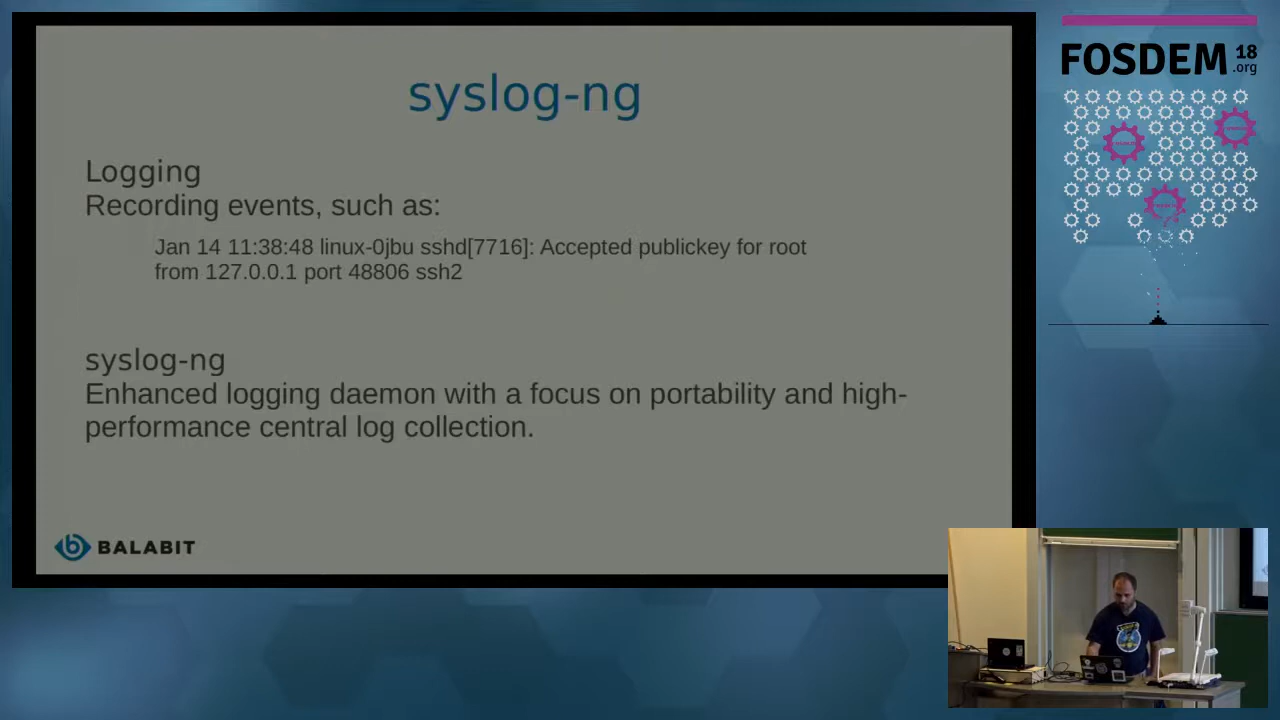 syslog-ng
Logging
Recording events, such as:
Jan 14 11:38:48 linux-0jbu sshd[7716]: Accepted publickey for root
from 127.0.0.1 port 48806 ssh2
syslog-ng
Enhanced logging daemon with a focus on portability and high-
performance central log collection.
BALABIT
FOSDEM 18
.org